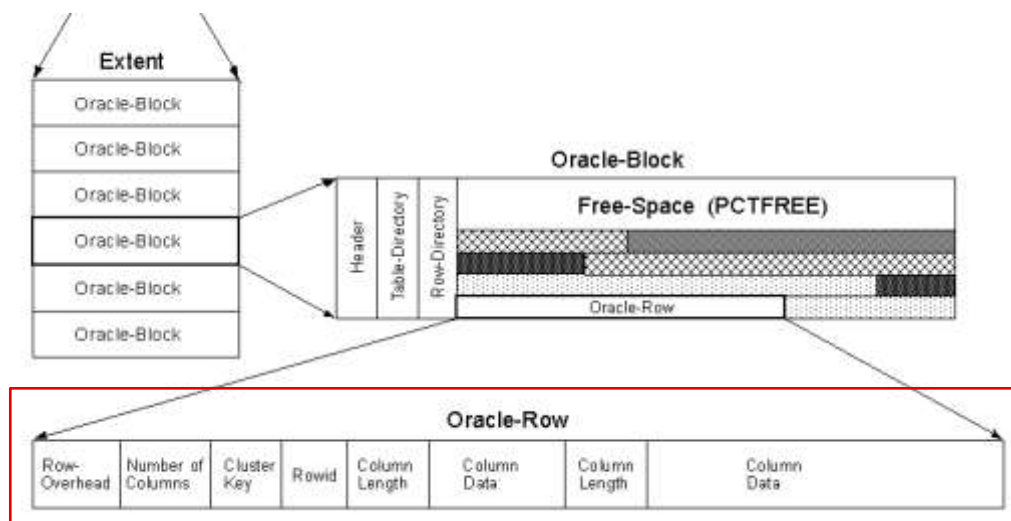 Extent
Oracle-Block
Oracle-Block
Oracle-Block
Oracle-Block
Oracle-Block
Oracle-Block
Oracle-Block
Header
Table-Directory
Row-Directory
Free-Space (PCTFREE)
Oracle-Row
Oracle-Row
Row-
Overhead
Number of
Columns
Cluster
Key
Rowid
Column
Length
Column
Data
Column
Length
Column
Data